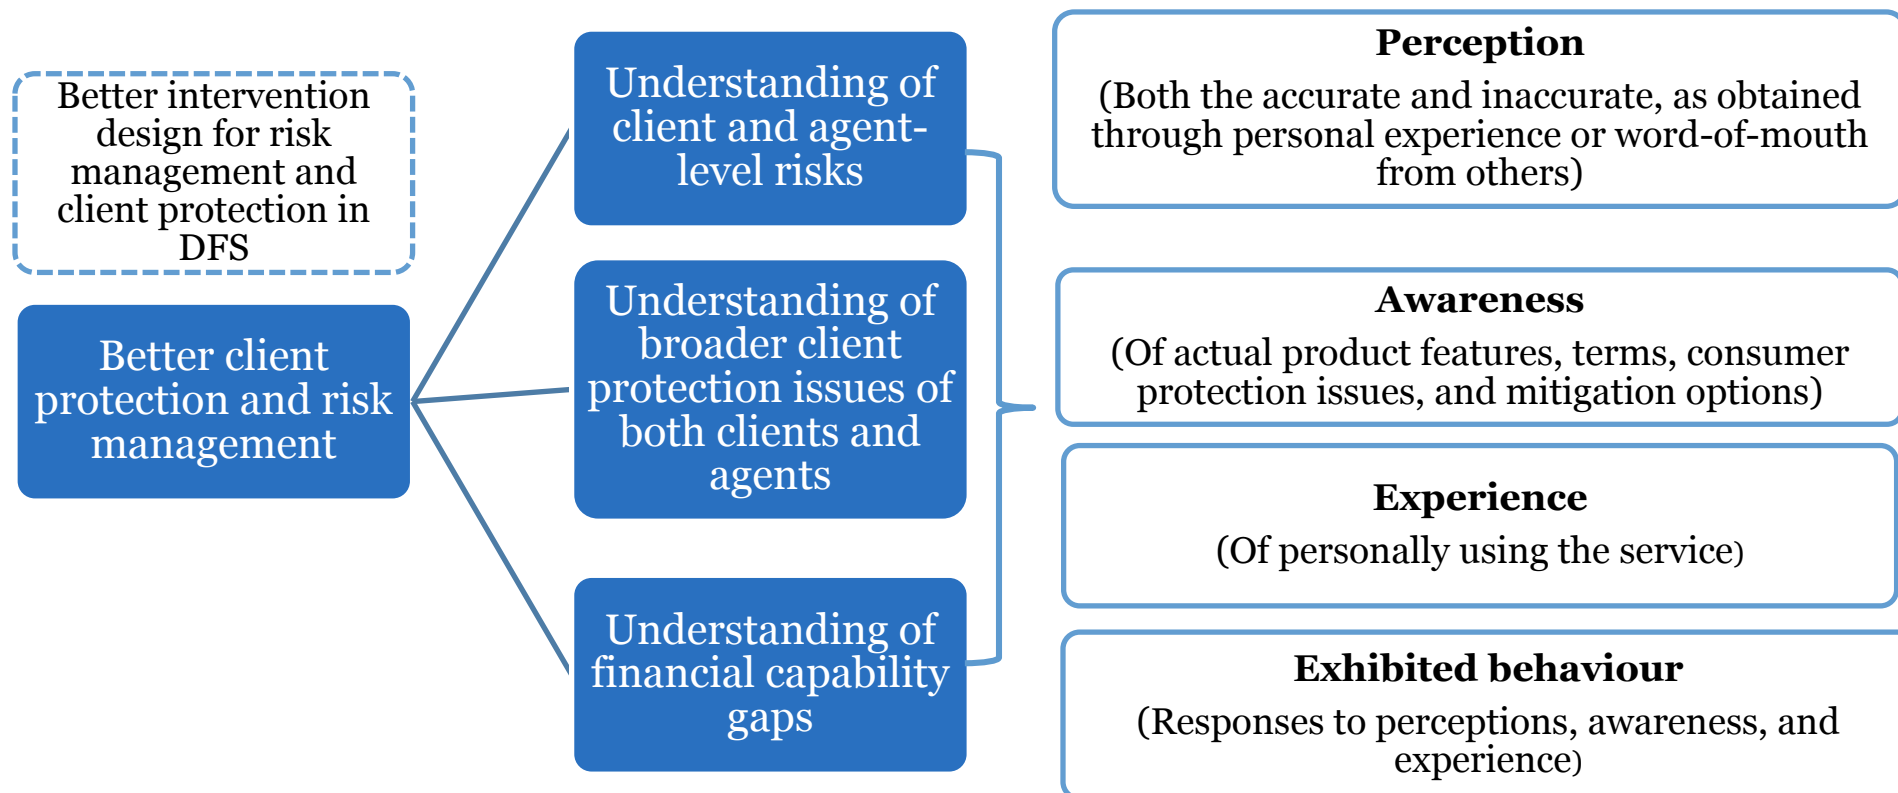 Better intervention
design for risk
management and
client protection in
DFS
Better client
protection and risk
management
Understanding of
client and agent-
level risks
Understanding of
broader client
protection issues of
both clients and
agents
Understanding of
financial capability
gaps
Perception
(Both the accurate and inaccurate, as obtained
through personal experience or word-of-mouth
from others)
Awareness
(Of actual product features, terms, consumer
protection issues, and mitigation options)
Experience
(Of personally using the service)
Exhibited behaviour
(Responses to perceptions, awareness, and
experience)